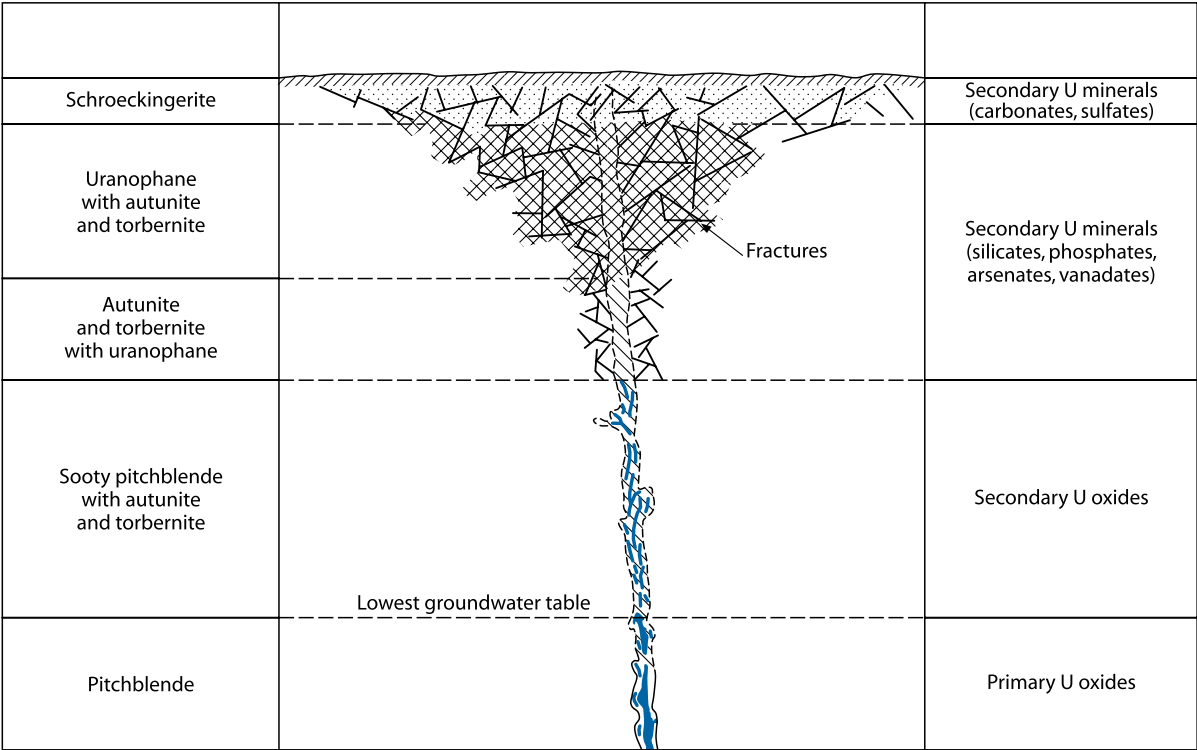 Schroeckingerite
Secondary U minerals
(carbonates, sulfates)
Uranophane
with autunite
and torbernite
Fractures
Secondary U minerals
(silicates, phosphates,
arsenates, vanadates)
Autunite
and torbernite
with uranophane
Sooty pitchblende
with autunite
and torbernite
Secondary U oxides
Lowest groundwater table
Pitchblende
Primary U oxides